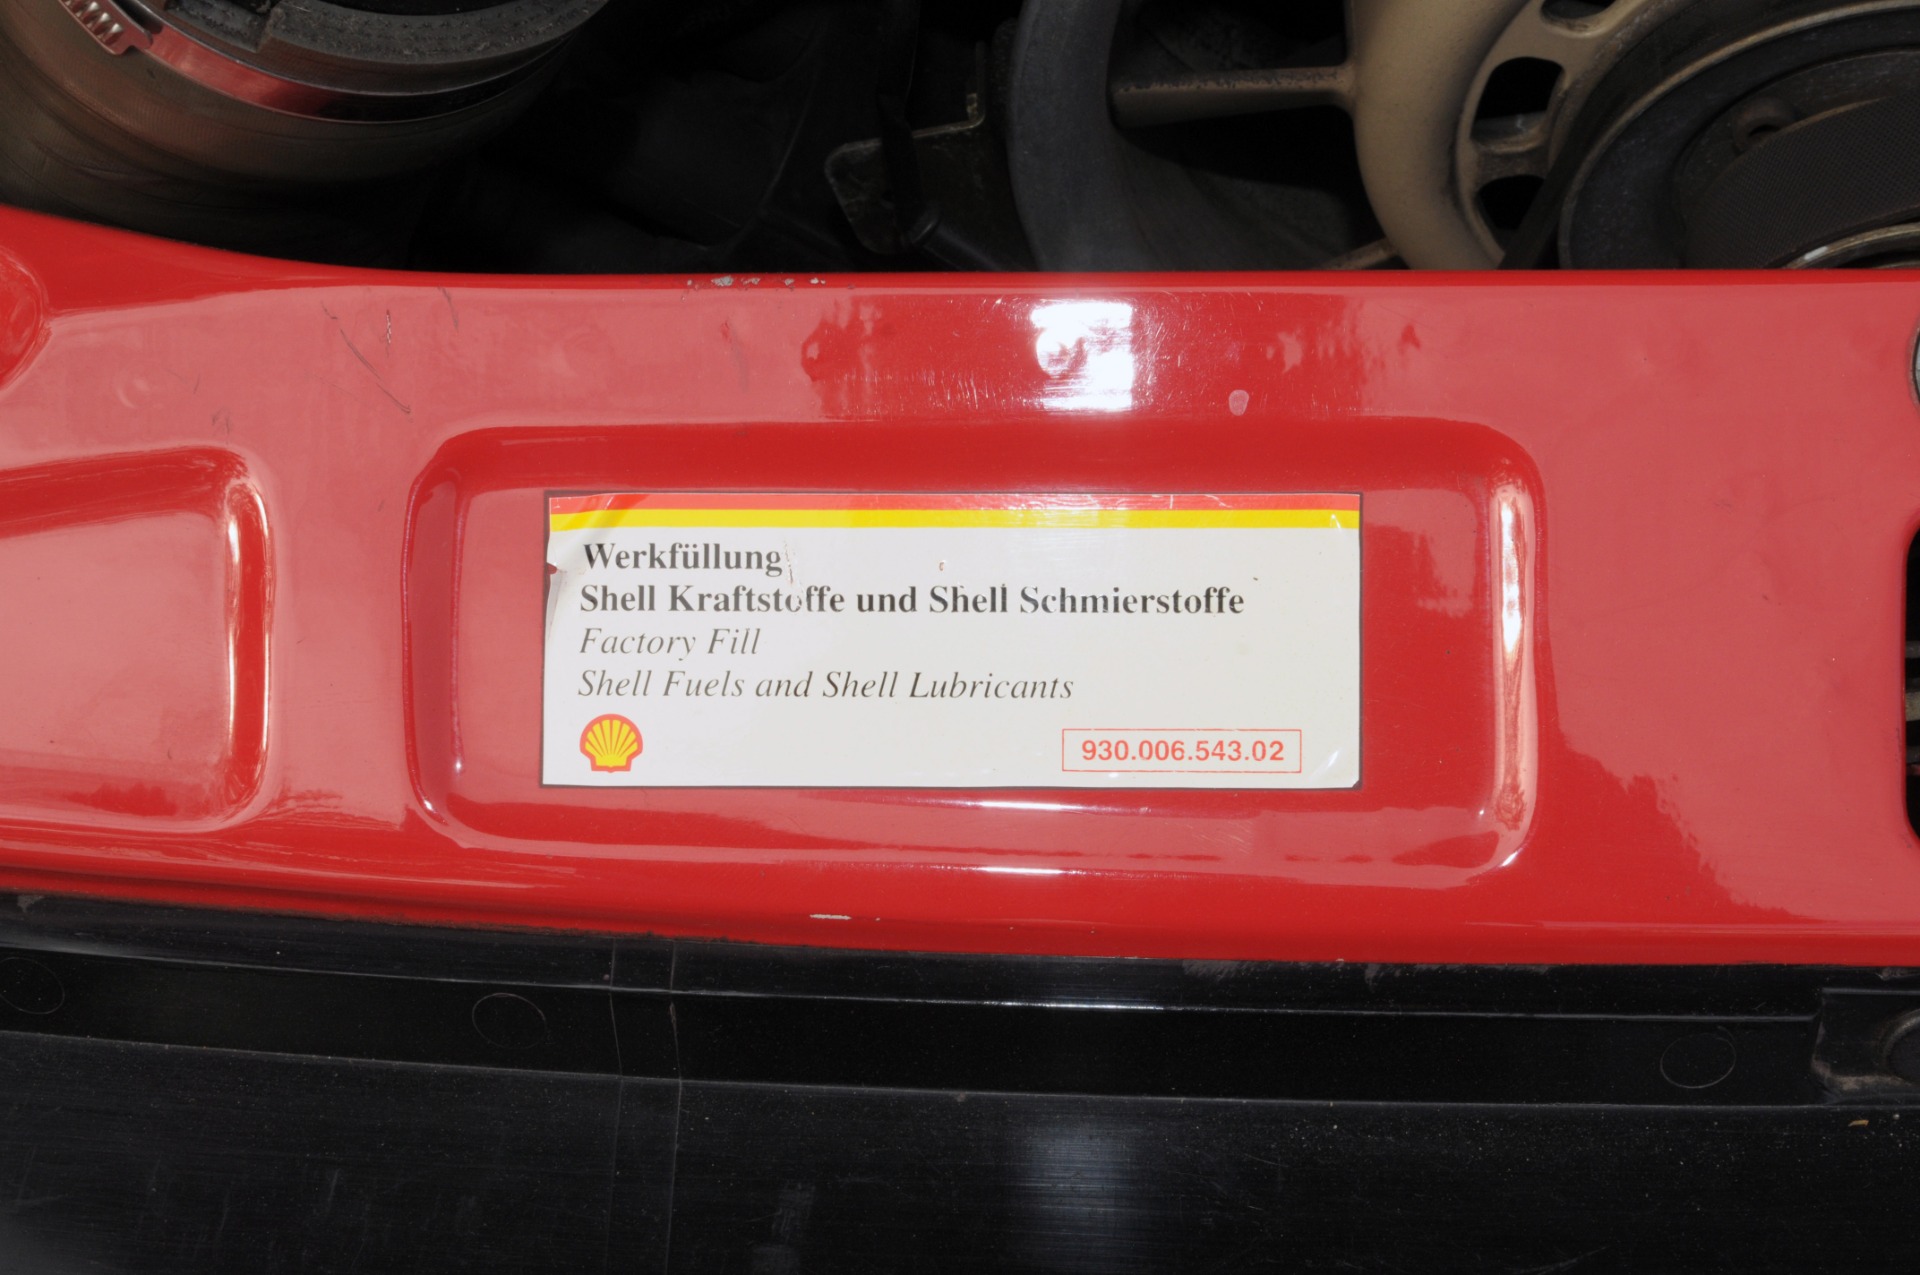 Werkfüllung
Shell Kraftstoffe und Shell Schmierstoffe
Factory Fill
Shell Fuels and Shell Lubricants
930.006.543.02